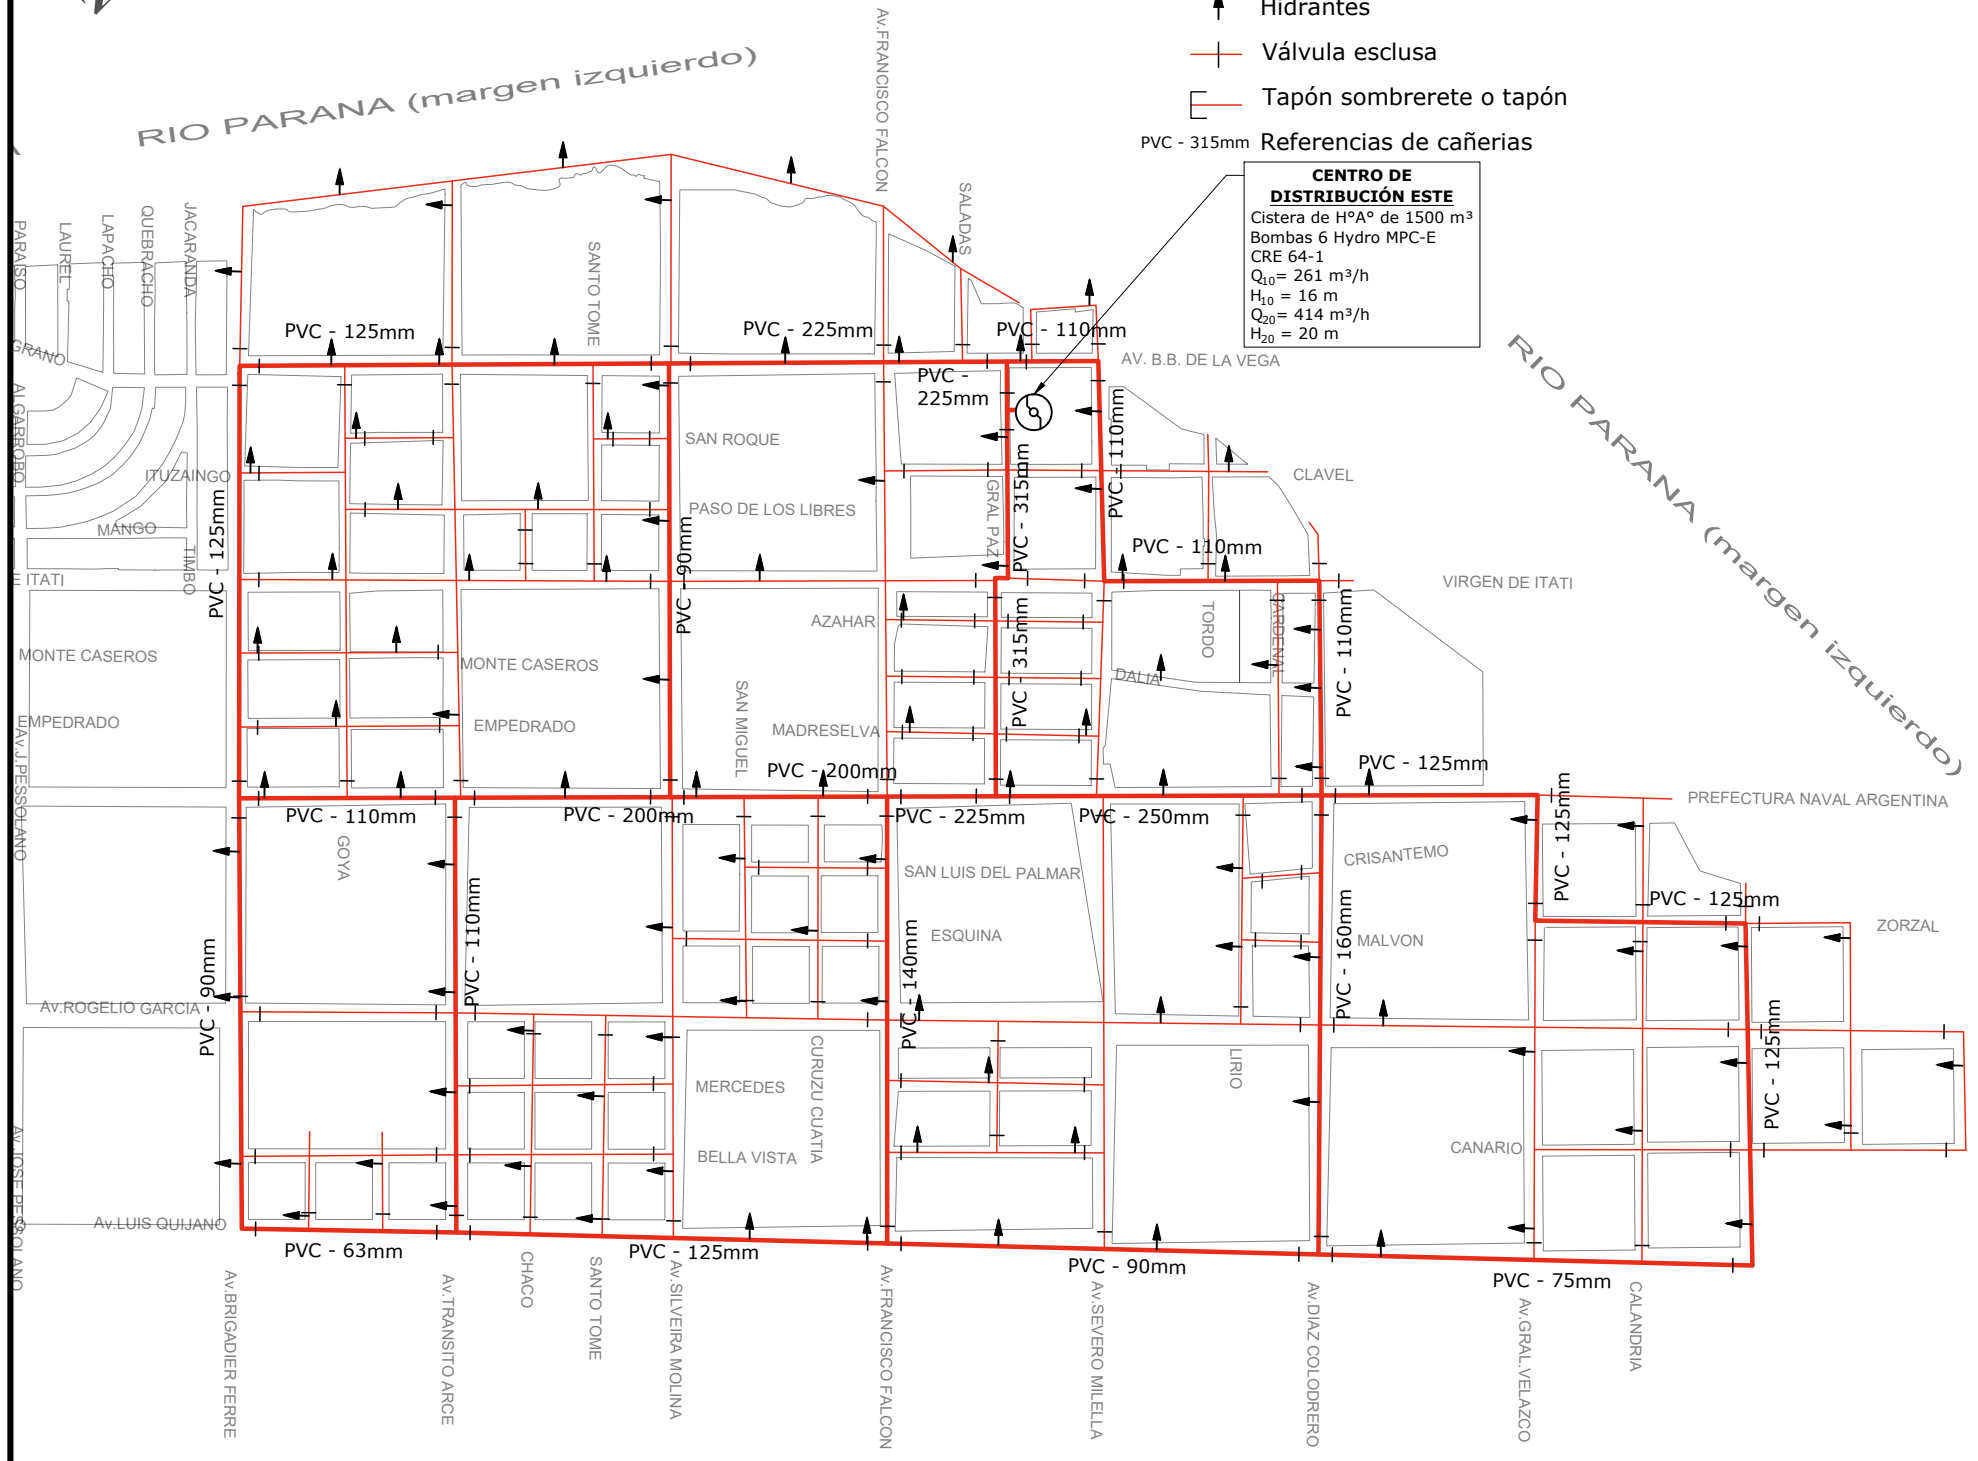 Hidrantes
Válvula esclusa
Tapón sombrerete o tapón
PVC - 315mm Referencias de cañerias
RIO PARANA (margen izquierdo)
Av.FRANCISCO FALCON
SALADAS
CENTRO DE
DISTRIBUCIÓN ESTE
Cistera de HºAº de 1500 m³
Bombas 6 Hydro MPC-E
CRE 64-1
Q10= 261 m³/h
H10 = 16 m
Q20= 414 m³/h
H20 = 20 m
PARAISO
LAUREL
LAPACHO
QUEBRACHO
JACARANDA
SANTO TOME
PVC - 125mm
PVC - 225mm
PVC - 110mm
AV. B.B. DE LA VEGA
RIO PARANA (margen izquierdo)
GRANO
ALGARROBO
PVC -
225mm
PVC - 110mm
SAN ROQUE
ITUZAINGO
CLAVEL
PVC - 315mm
GRAL PAZ
PASO DE LOS LIBRES
MANGO
TIMBO
PVC - 125mm
PVC - 90mm
PVC - 110mm
E ITATI
VIRGEN DE ITATI
AZAHAR
TORDO
CARDENAL
PVC - 110mm
PVC - 315mm
MONTE CASEROS
MONTE CASEROS
DALIA
EMPEDRADO
EMPEDRADO
SAN MIGUEL
MADRESELVA
Av.J.PESSOLANO
PVC - 200mm
PVC - 125mm
PVC - 125mm
PREFECTURA NAVAL ARGENTINA
PVC - 110mm
PVC - 200mm
PVC - 225mm
PVC - 250mm
GOYA
CRISANTEMO
SAN LUIS DEL PALMAR
PVC - 125mm
PVC - 110mm
ESQUINA
PVC - 140mm
PVC - 160mm
MALVON
ZORZAL
PVC - 90mm
Av.ROGELIO GARCIA
PVC - 125mm
CURUZU CUATIA
LIRIO
MERCEDES
BELLA VISTA
CANARIO
Av.JOSE PESSOLANO
Av.LUIS QUIJANO
PVC - 63mm
PVC - 125mm
PVC - 90mm
PVC - 75mm
Av.BRIGADIER FERRE
Av.TRANSITO ARCE
CHACO
SANTO TOME
Av.SILVEIRA MOLINA
Av.FRANCISCO FALCON
Av.SEVERO MILELLA
Av.DIAZ COLODRERO
Av.GRAL.VELAZCO
CALANDRIA